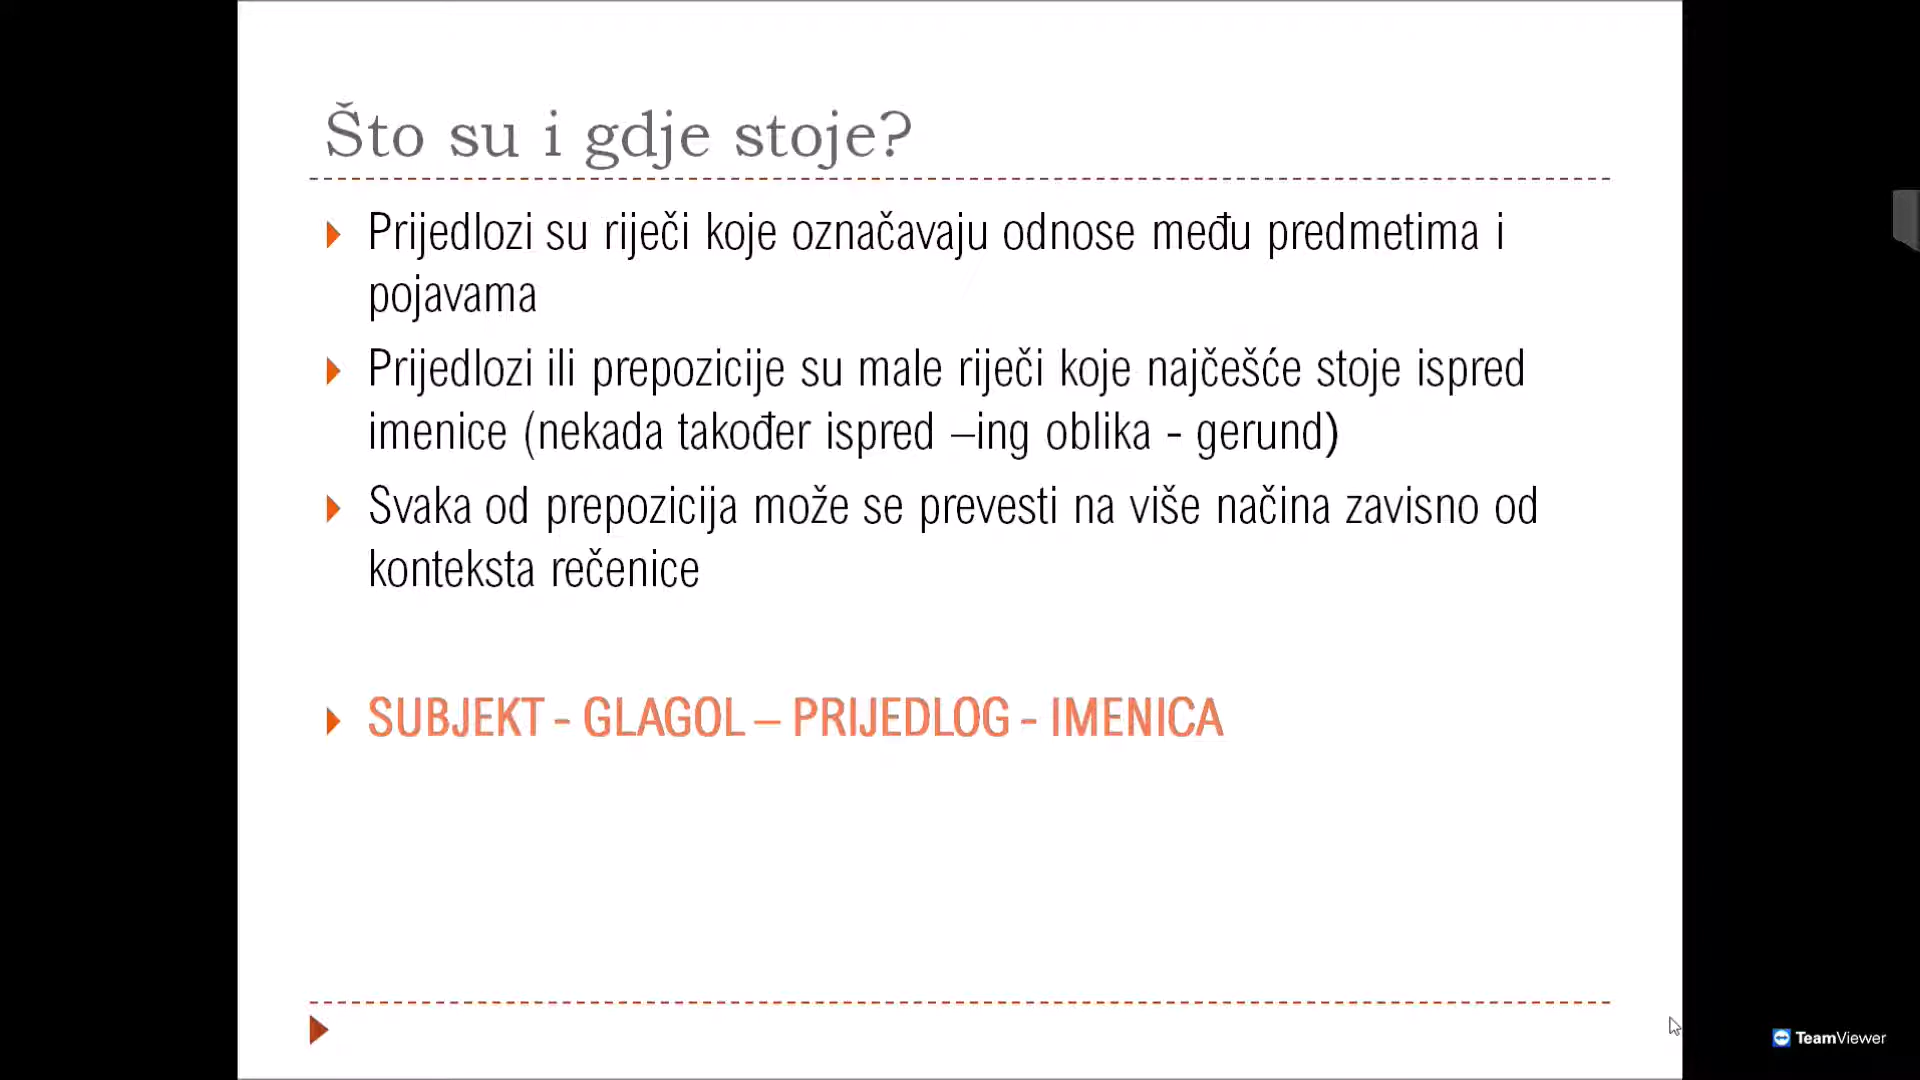 Što su i gdje stoje?
Prijedlozi su riječi koje označavaju odnose među predmetima i
pojavama
Prijedlozi ili prepozicije su male riječi koje najčešće stoje ispred
imenice (nekada također ispred –ing oblika - gerund)
Svaka od prepozicija može se prevesti na više načina zavisno od
konteksta rečenice
SUBJEKT - GLAGOL – PRIJEDLOG - IMENICA
TeamViewer